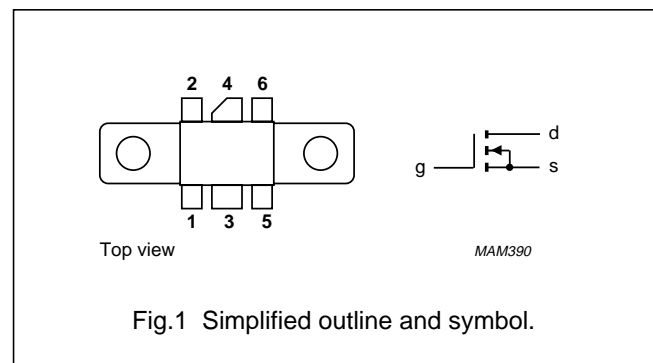 2 4 6
d
g
s
1 3 5
Top view
MAM390
Fig.1 Simplified outline and symbol.